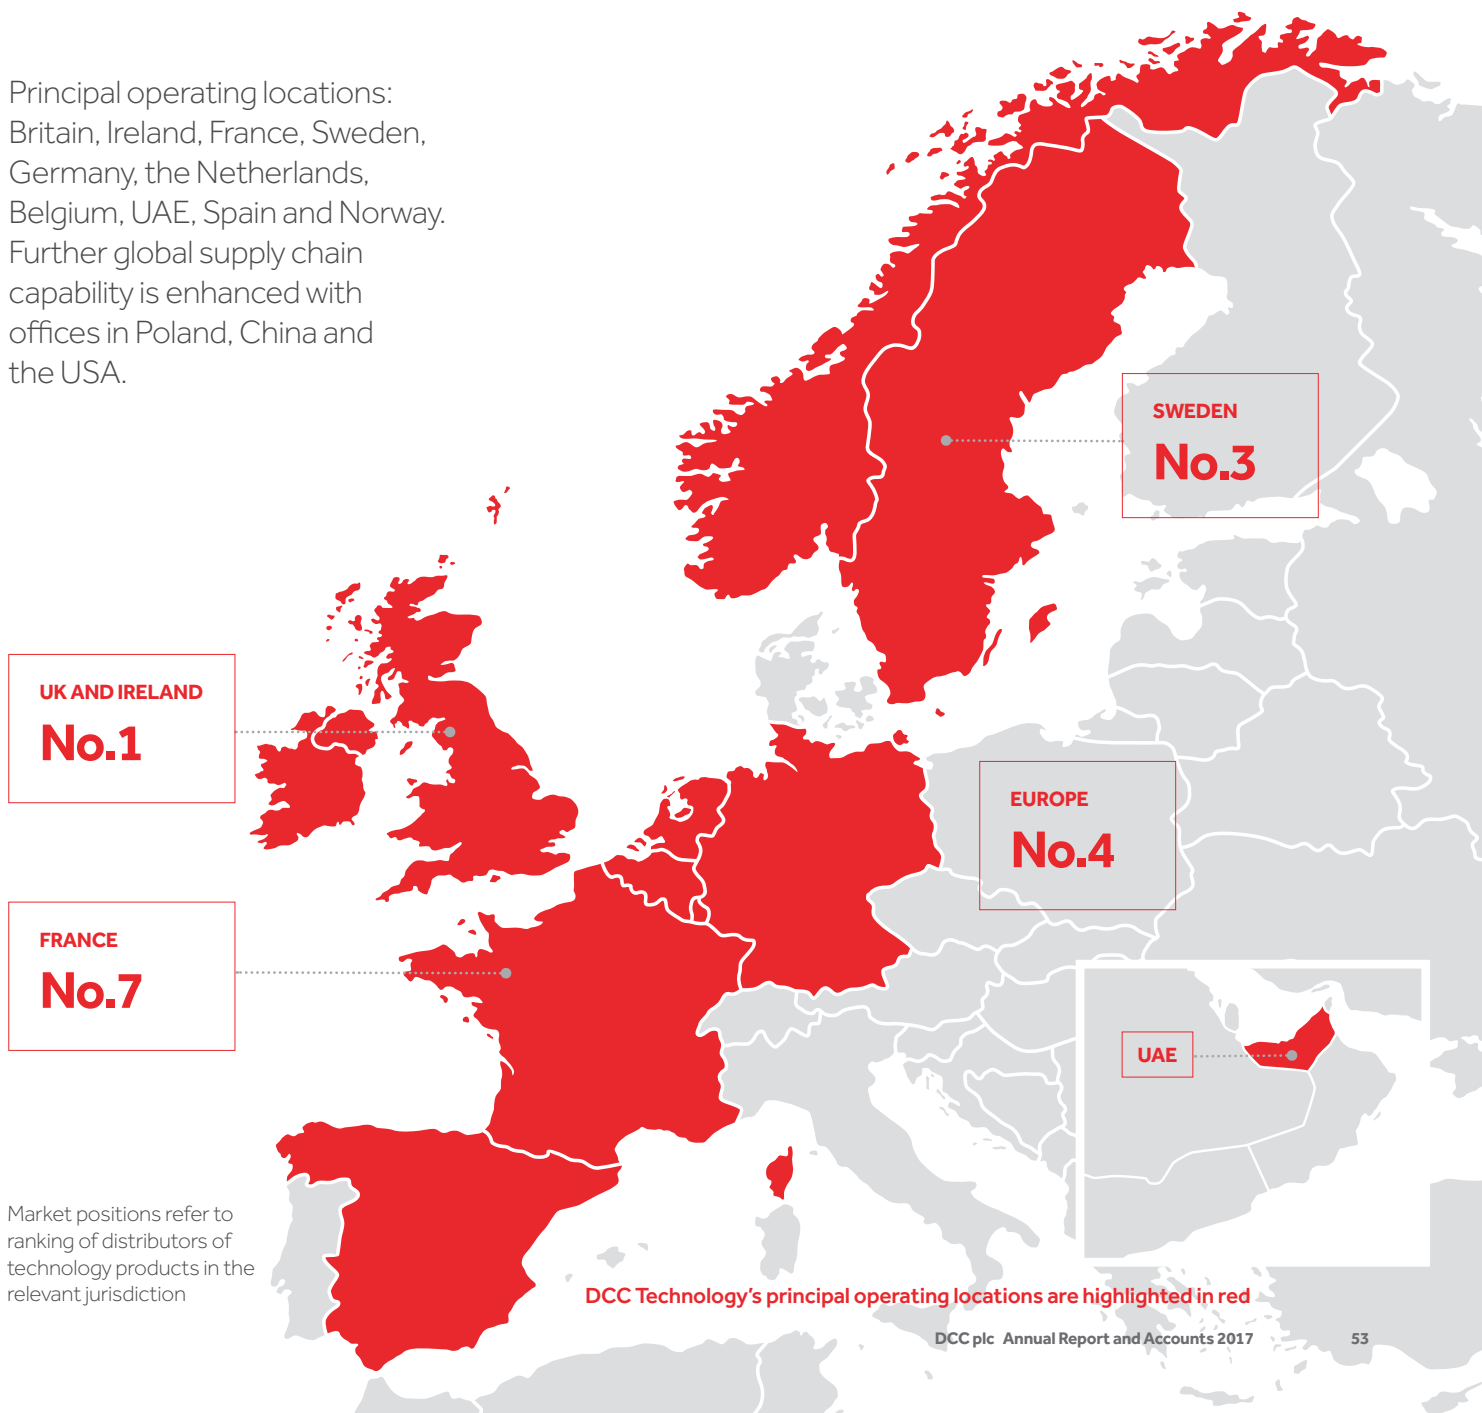 Principal operating locations:
Britain, Ireland, France, Sweden,
Germany, the Netherlands,
Belgium, UAE, Spain and Norway.
Further global supply chain
capability is enhanced with
offices in Poland, China and
the USA.
SWEDEN
No.3
UK AND IRELAND
No.1
EUROPE
No.4
FRANCE
No.7
UAE
Market positions refer to
ranking of distributors of
technology products in the
relevant jurisdiction
DCC Technology's principal operating locations are highlighted in red
DCC plc Annual Report and Accounts 2017 53